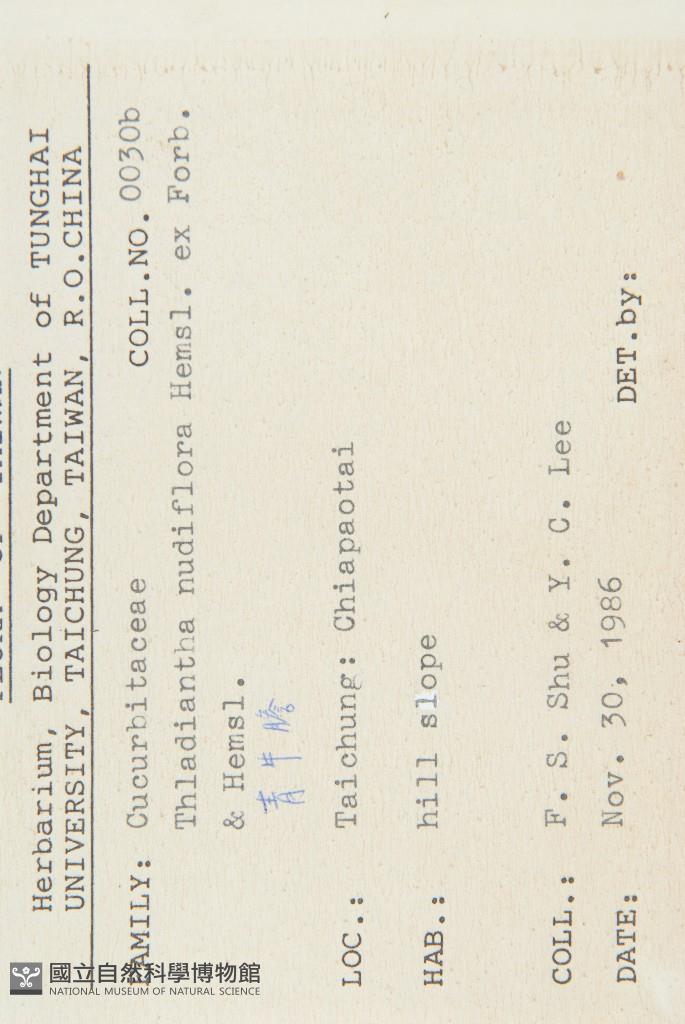 Herbarium, Biology Department of TUNGHAI
UNIVERSITY, TAICHUNG, TAIWAN, R.O.CHINA
COLL.NO. 0030b
FAMILY: Cucurbitaceae
Thladiantha nudiflora Hemsl. ex Forb.
& Hemsl.
青牛膽
LOC.: Taichung: Chiapaotai
HAB.: hill slope
COLL.: F. S. Shu & Y. C. Lee
DATE: Nov. 30, 1986 DET.by:
國立自然科學博物館
NATIONAL MUSEUM OF NATURAL SCIENCE